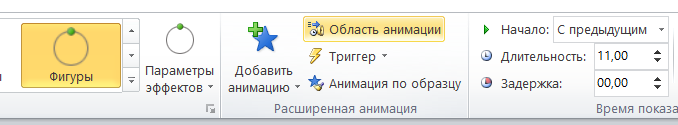 Фигуры
Параметры
эффектов
Добавить
анимацию
Область анимации
Триггер
Анимация по образцу
Расширенная анимация
Начало: С предыдущим
Длительность: 11,00
Задержка: 00,00
Время показа